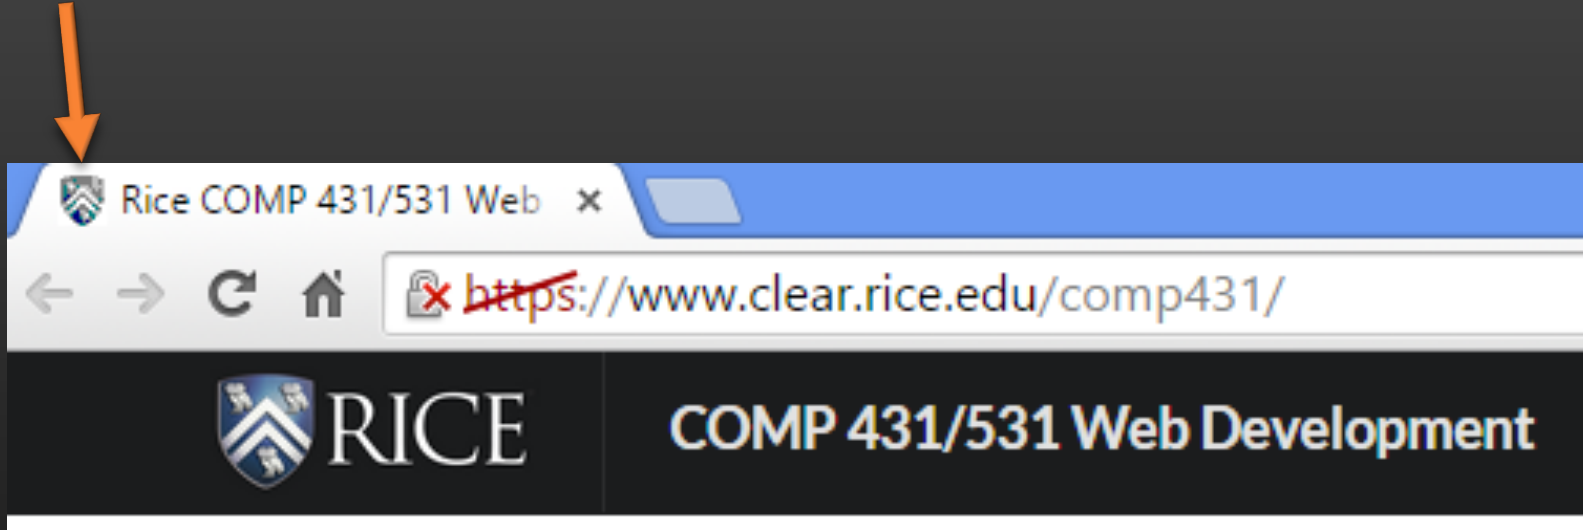 Rice COMP 431/531 Web
https://www.clear.rice.edu/comp431/
RICE COMP 431/531 Web Development